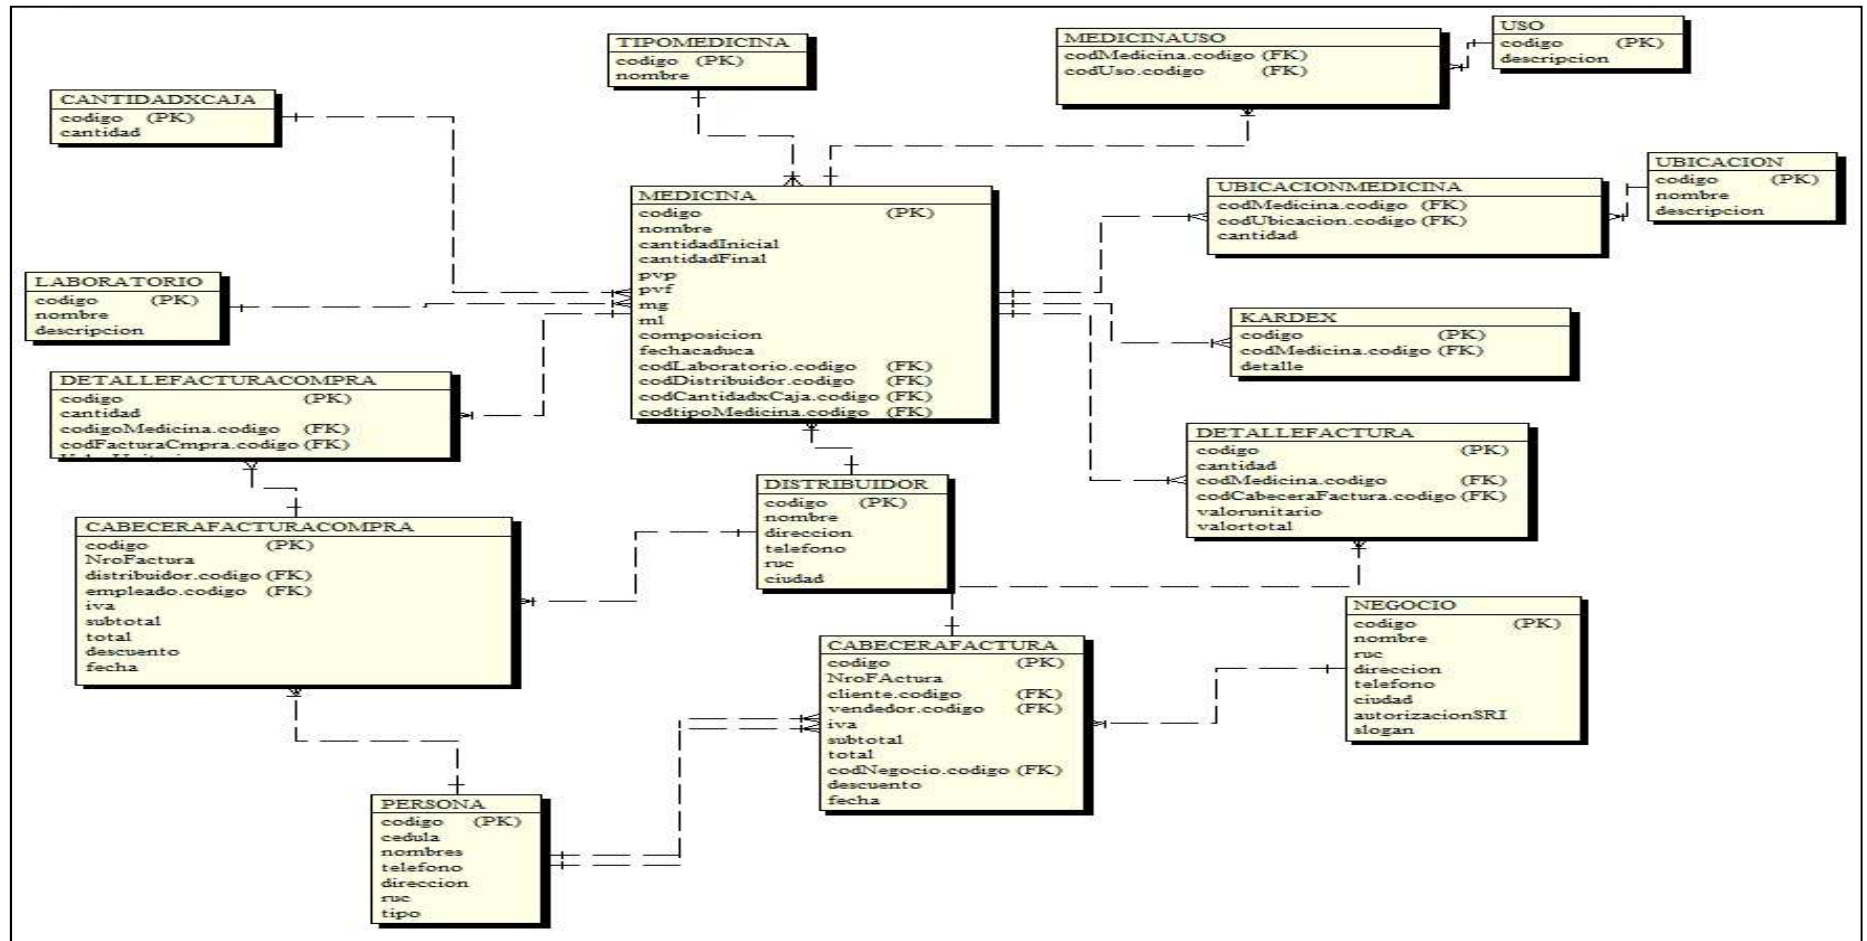 TIPOMEDICINA
codigo (PK)
nombre
MEDICINAUSO
codMedicina.codigo (FK)
codUso.codigo (FK)
USO
codigo (PK)
descripcion
CANTIDADXCAJA
codigo (PK)
cantidad
MEDICINA
codigo (PK)
nombre
cantidadInicial
cantidadFinal
pvp
pvf
mg
ml
composicion
fechacaduca
codLaboratorio.codigo (FK)
codDistribuidor.codigo (FK)
codCantidadxCaja.codigo (FK)
codtipoMedicina.codigo (FK)
UBICACIONMEDICINA
codMedicina.codigo (FK)
codUbicacion.codigo (FK)
cantidad
UBICACION
codigo (PK)
nombre
descripcion
LABORATORIO
codigo (PK)
nombre
descripcion
KARDEX
codigo (PK)
codMedicina.codigo (FK)
detalle
DETALLEFACTURACOMPRA
codigo (PK)
cantidad
codigoMedicina.codigo (FK)
codFacturaCmpra.codigo (FK)
DETALLEFACTURA
codigo (PK)
cantidad
codMedicina.codigo (FK)
codCabeceraFactura.codigo (FK)
valorunitario
valortotal
DISTRIBUIDOR
codigo (PK)
nombre
direccion
telefono
ruc
ciudad
CABECERAFACTURACOMPRA
codigo (PK)
NroFactura
distribuidor.codigo (FK)
empleado.codigo (FK)
iva
subtotal
total
descuento
fecha
NEGOCIO
codigo (PK)
nombre
ruc
direccion
telefono
ciudad
autorizacionSRI
slogan
CABECERAFACTURA
codigo (PK)
NroFActura
cliente.codigo (FK)
vendedor.codigo (FK)
iva
subtotal
total
codNegocio.codigo (FK)
descuento
fecha
PERSONA
codigo (PK)
cedula
nombres
telefono
direccion
ruc
tipo